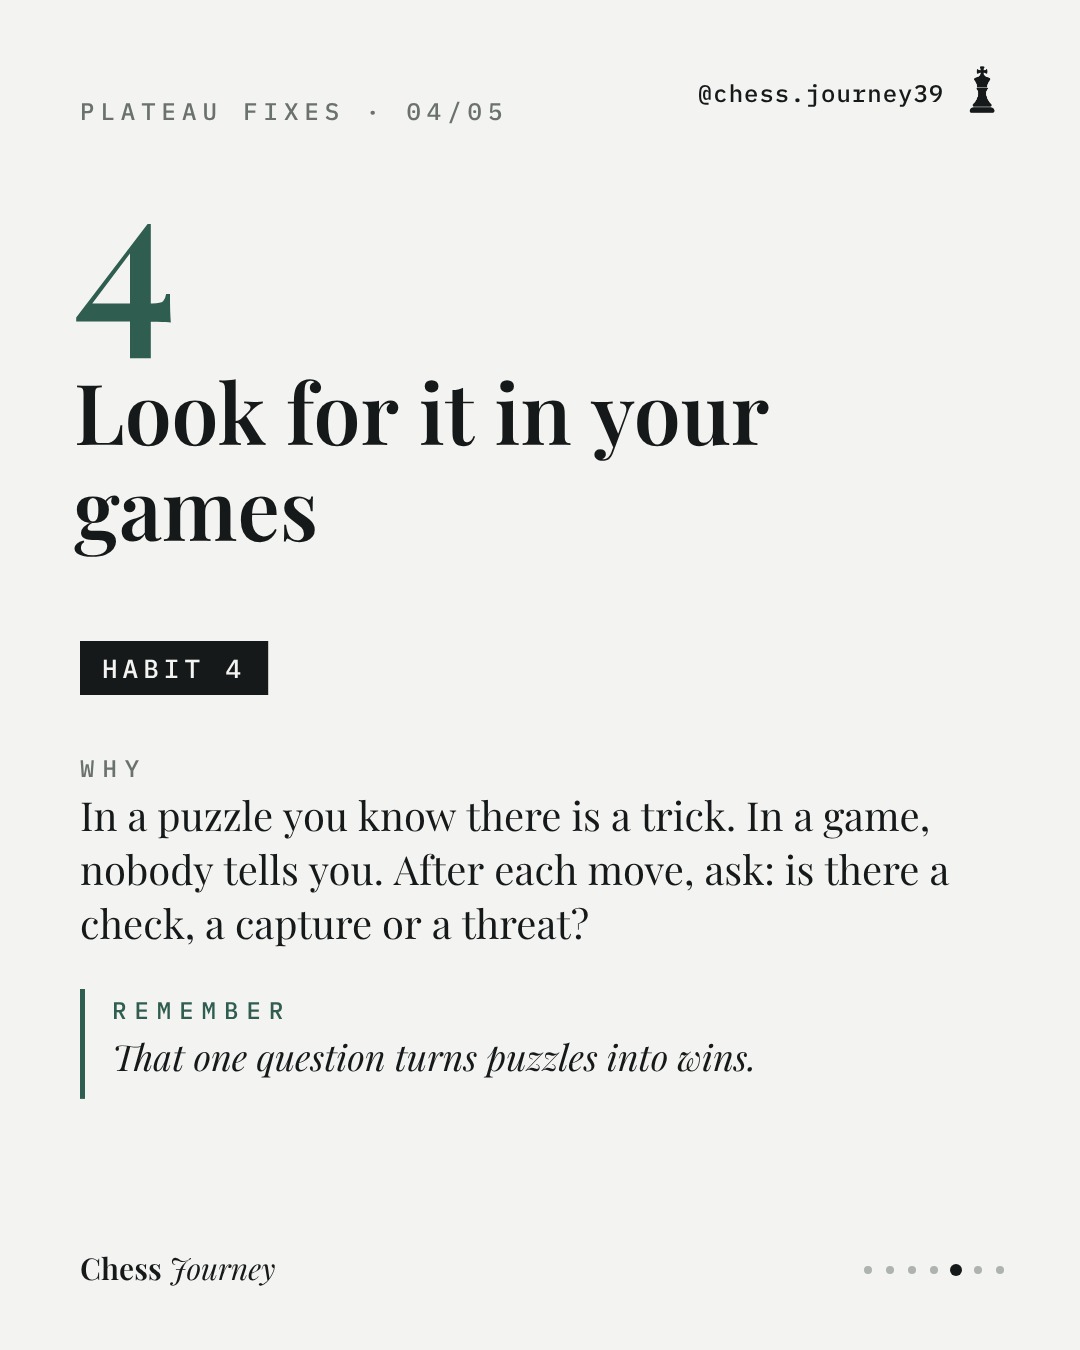 PLATEAU FIXES · 04/05
@chess.journey39
4
Look for it in your
games
HABIT 4
WHY
In a puzzle you know there is a trick. In a game,
nobody tells you. After each move, ask: is there a
check, a capture or a threat?
REMEMBER
That one question turns puzzles into wins.
Chess Journey